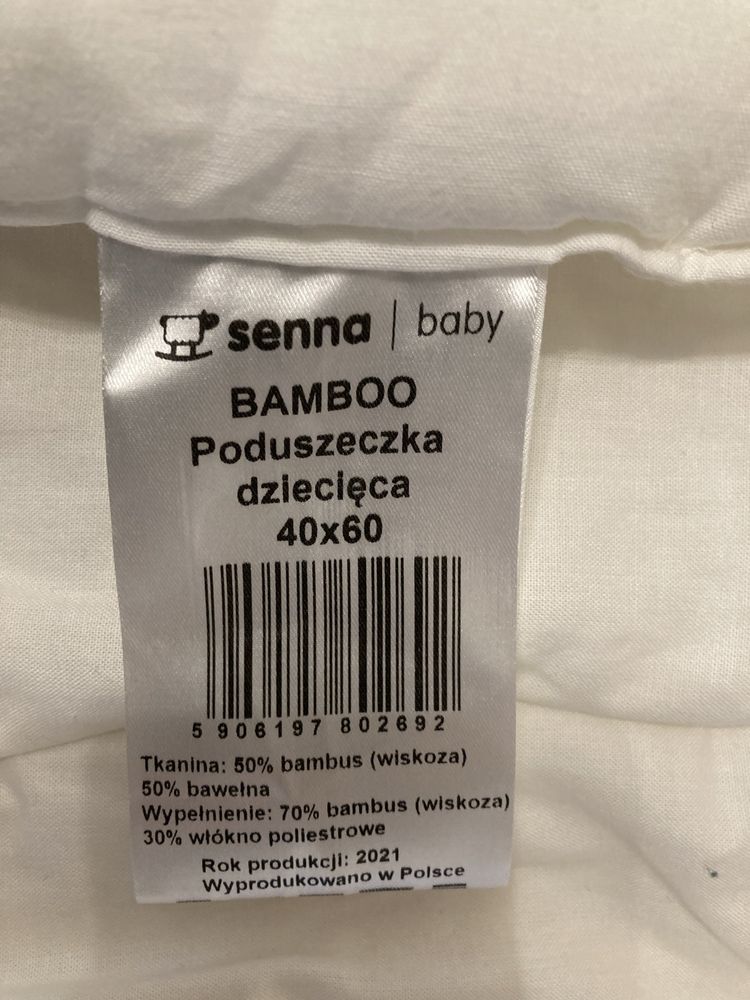 senna | baby
BAMBOO
Poduszeczka
dziecięca
40x60
5 906197 802692
Tkanina: 50% bambus (wiskoza)
50% bawełna
Wypełnienie: 70% bambus (wiskoza)
30% włókno poliestrowe
Rok produkcji: 2021
Wyprodukowano w Polsce